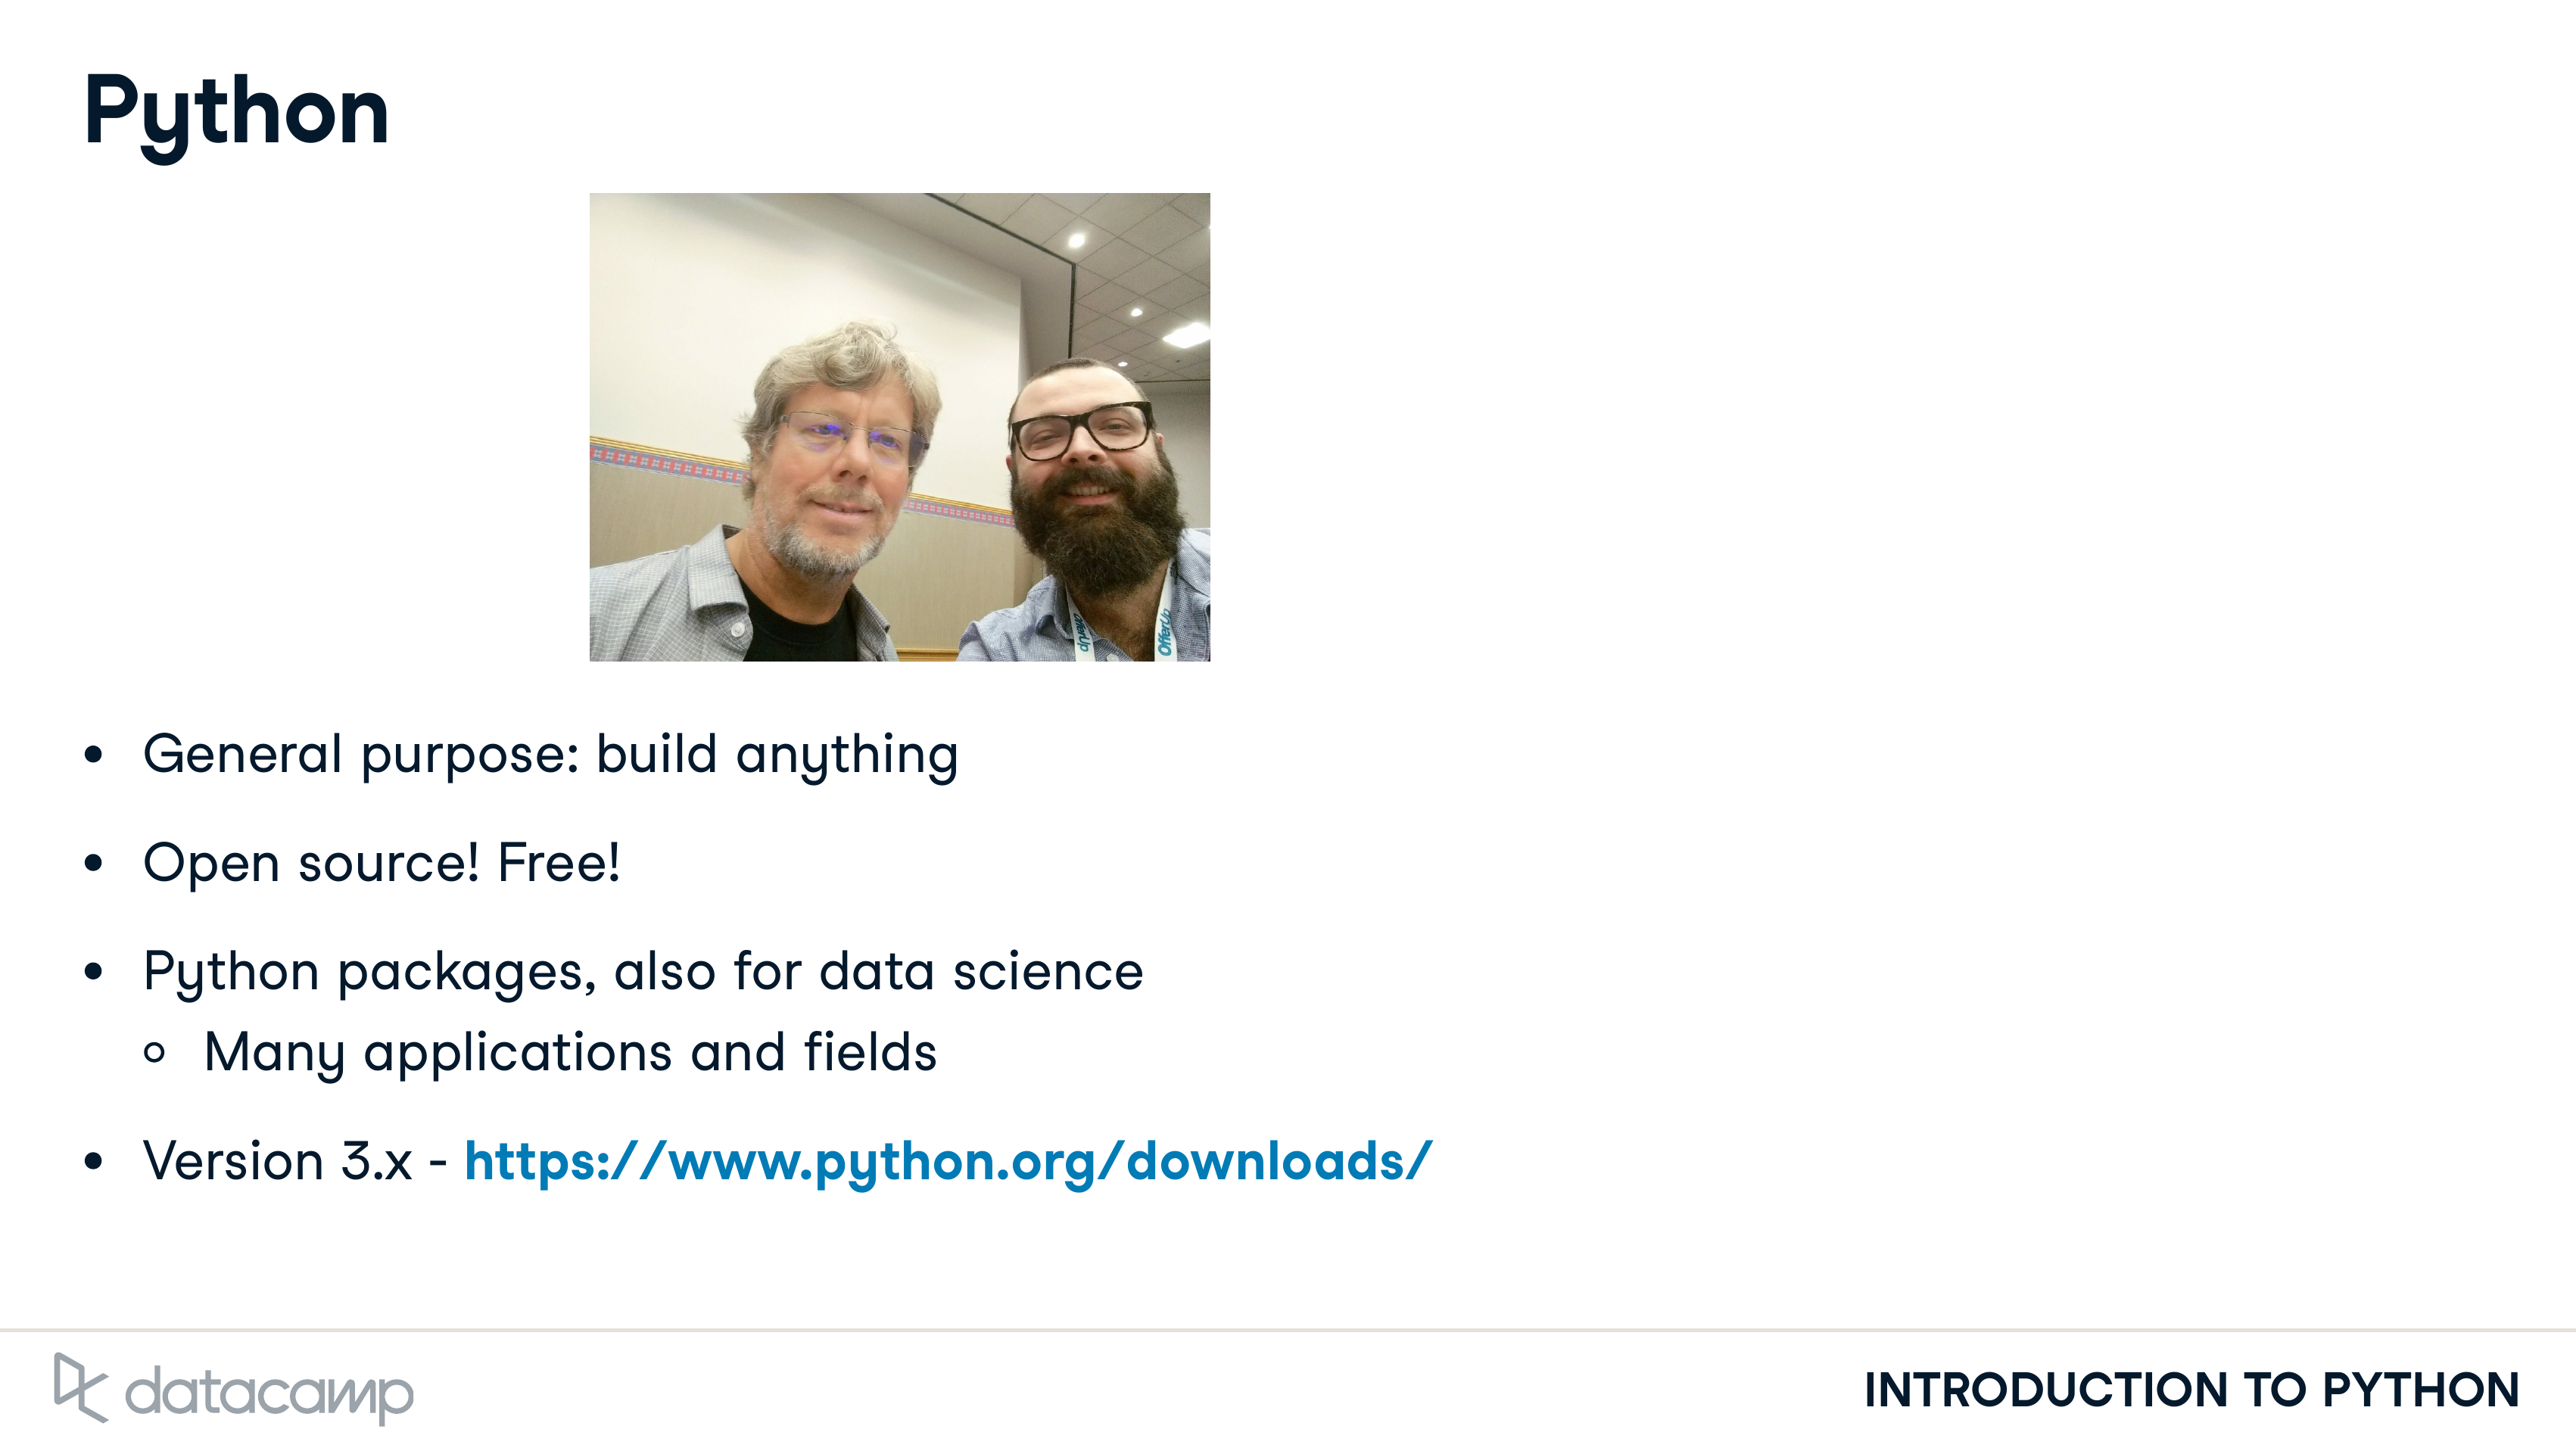 Python
OfferUp
OfferUp
• General purpose: build anything
• Open source! Free!
• Python packages, also for data science
○ Many applications and fields
• Version 3.x - https://www.python.org/downloads/
datacamp
INTRODUCTION TO PYTHON